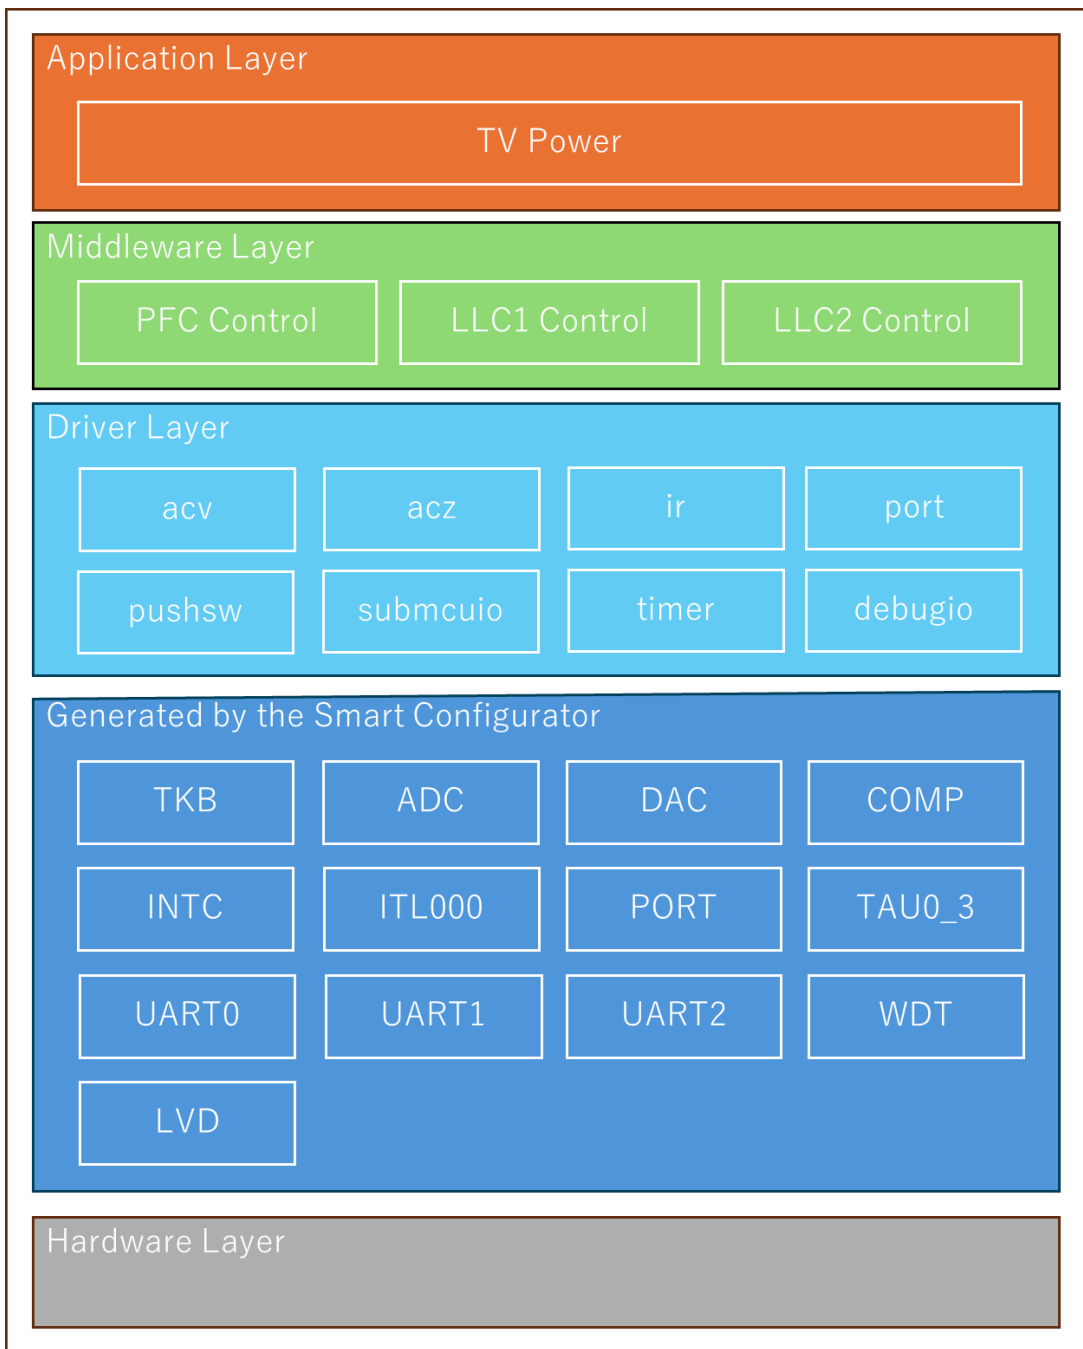 Application Layer
TV Power
Middleware Layer
PFC Control
LLC1 Control
LLC2 Control
Driver Layer
acv
acz
ir
port
pushsw
submcuio
timer
debugio
Generated by the Smart Configurator
TKB
ADC
DAC
COMP
INTC
ITL000
PORT
TAU0_3
UART0
UART1
UART2
WDT
LVD
Hardware Layer